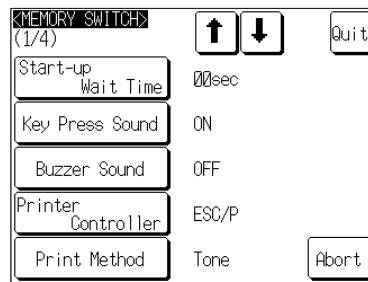 <MEMORY SWITCH>
(1/4)
Quit
Start-up
Wait Time
00sec
Key Press Sound
ON
Buzzer Sound
OFF
Printer
Controller
ESC/P
Print Method
Tone
Abort